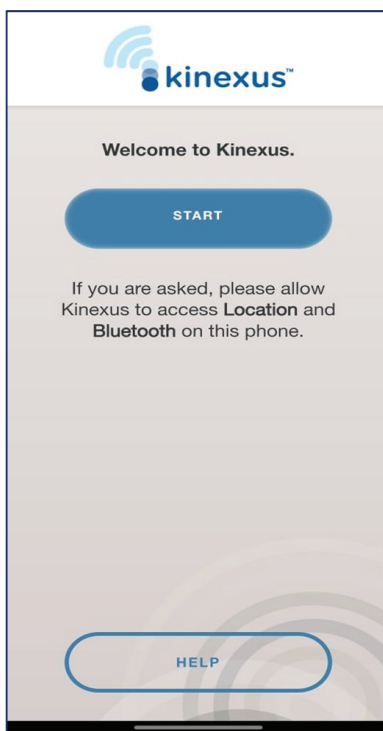 kinexus™
Welcome to Kinexus.
START
If you are asked, please allow
Kinexus to access Location and
Bluetooth on this phone.
HELP